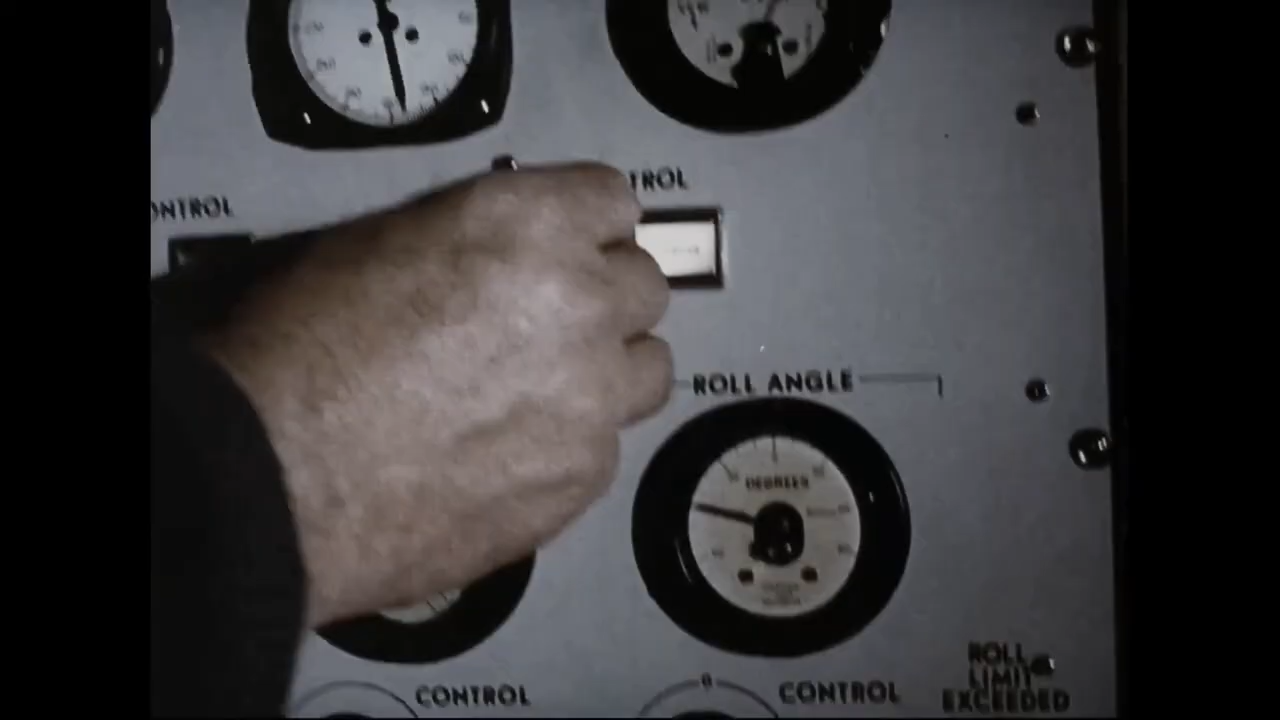 TROL
ONTROL
ROLL ANGLE
DEGREES
CONTROL
CONTROL
ROLL
LIMIT
EXCEEDED